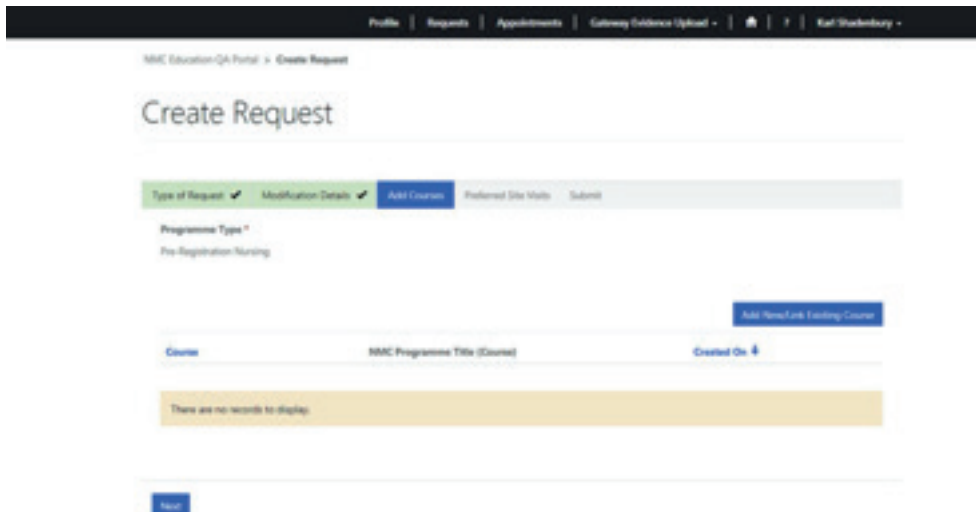 Profile | Requests | Appointments | Gateway Evidence Upload | ? | Karl Shadenbury
NMC Education QA Portal > Create Request
Create Request
Type of Request ✔ Modification Details ✔ Add Courses Preferred Site Visits Submit
Programme Type *
Pre-Registration Nursing
Add New/Link Existing Course
Course NMC Programme Title (Course) Created On ↓
There are no records to display.
Next